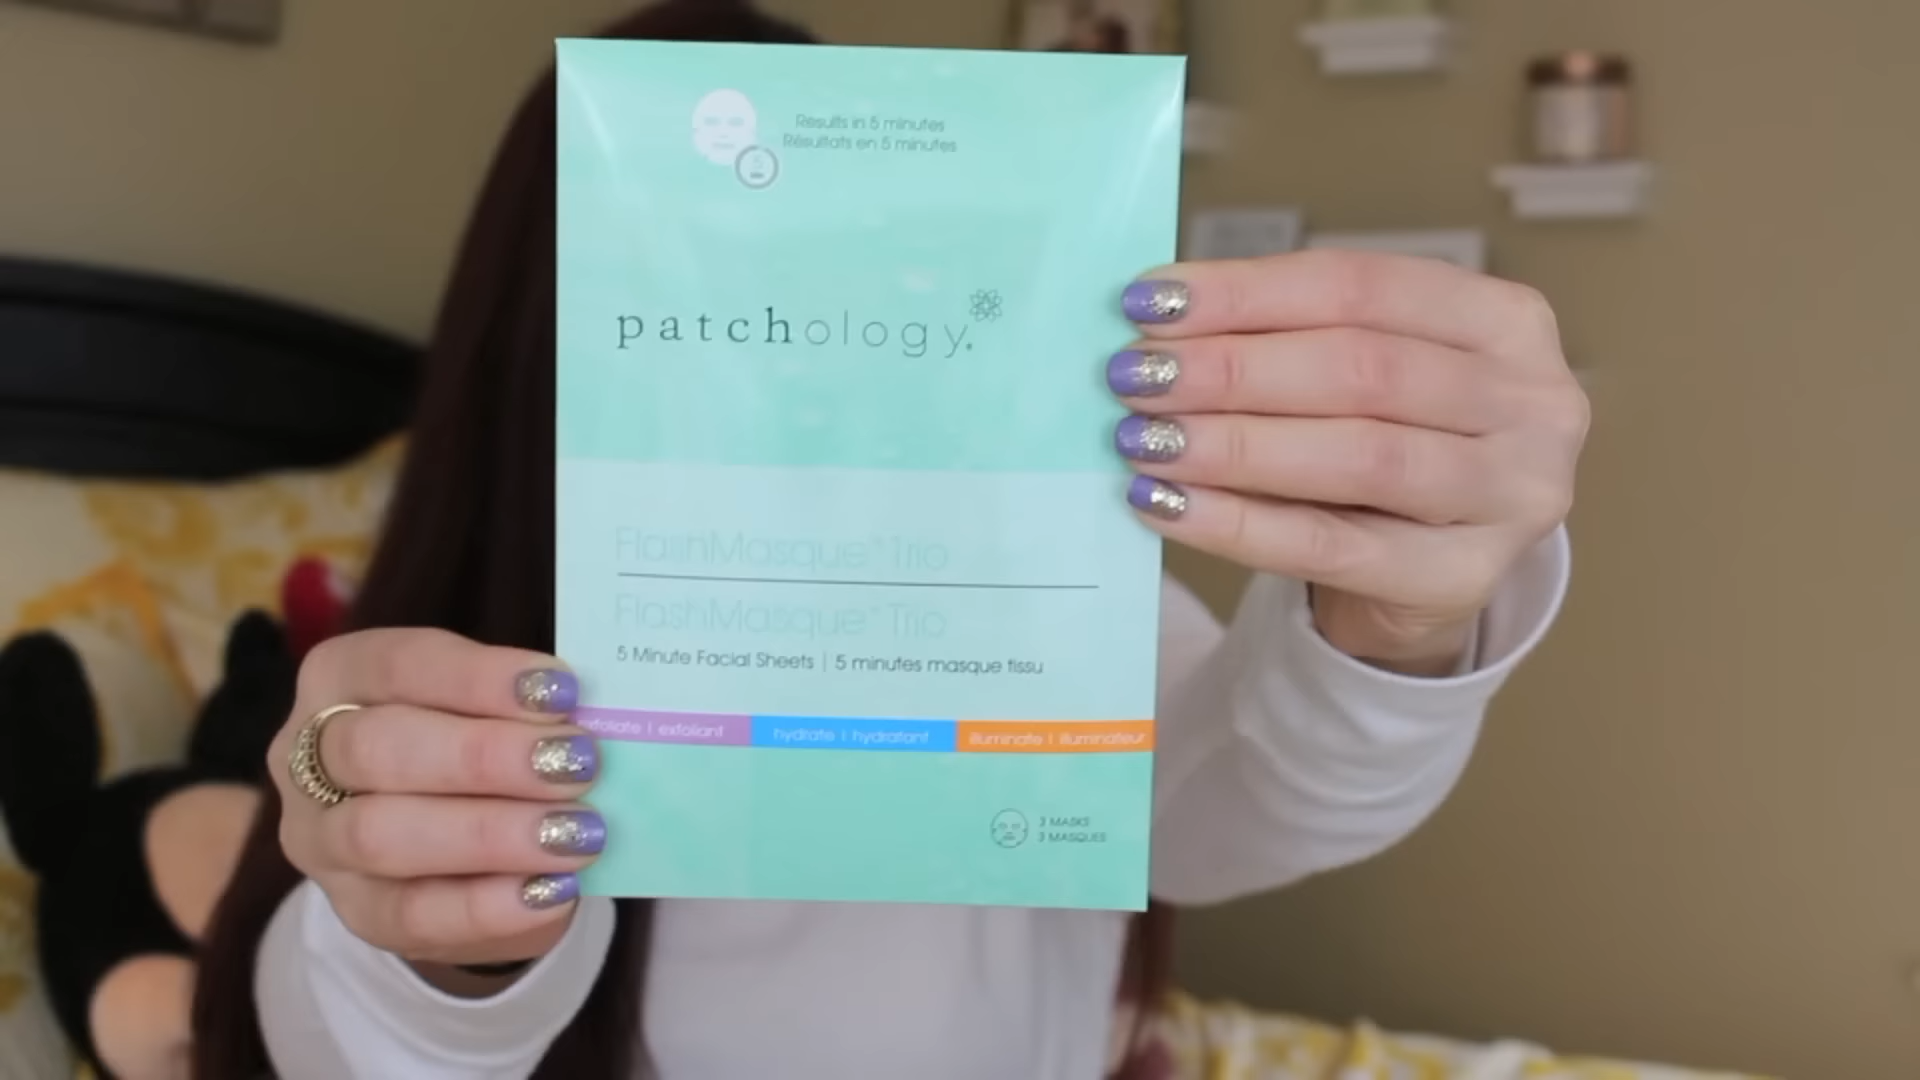 Results in 5 minutes
Résultats en 5 minutes
patchology.
FlashMasque Trio
FlashMasque Trio
5 Minute Facial Sheets | 5 minutes masque tissu
exfoliate | exfoliant hydrate | hydratant illuminate | illuminateur
3 MASKS
3 MASQUES